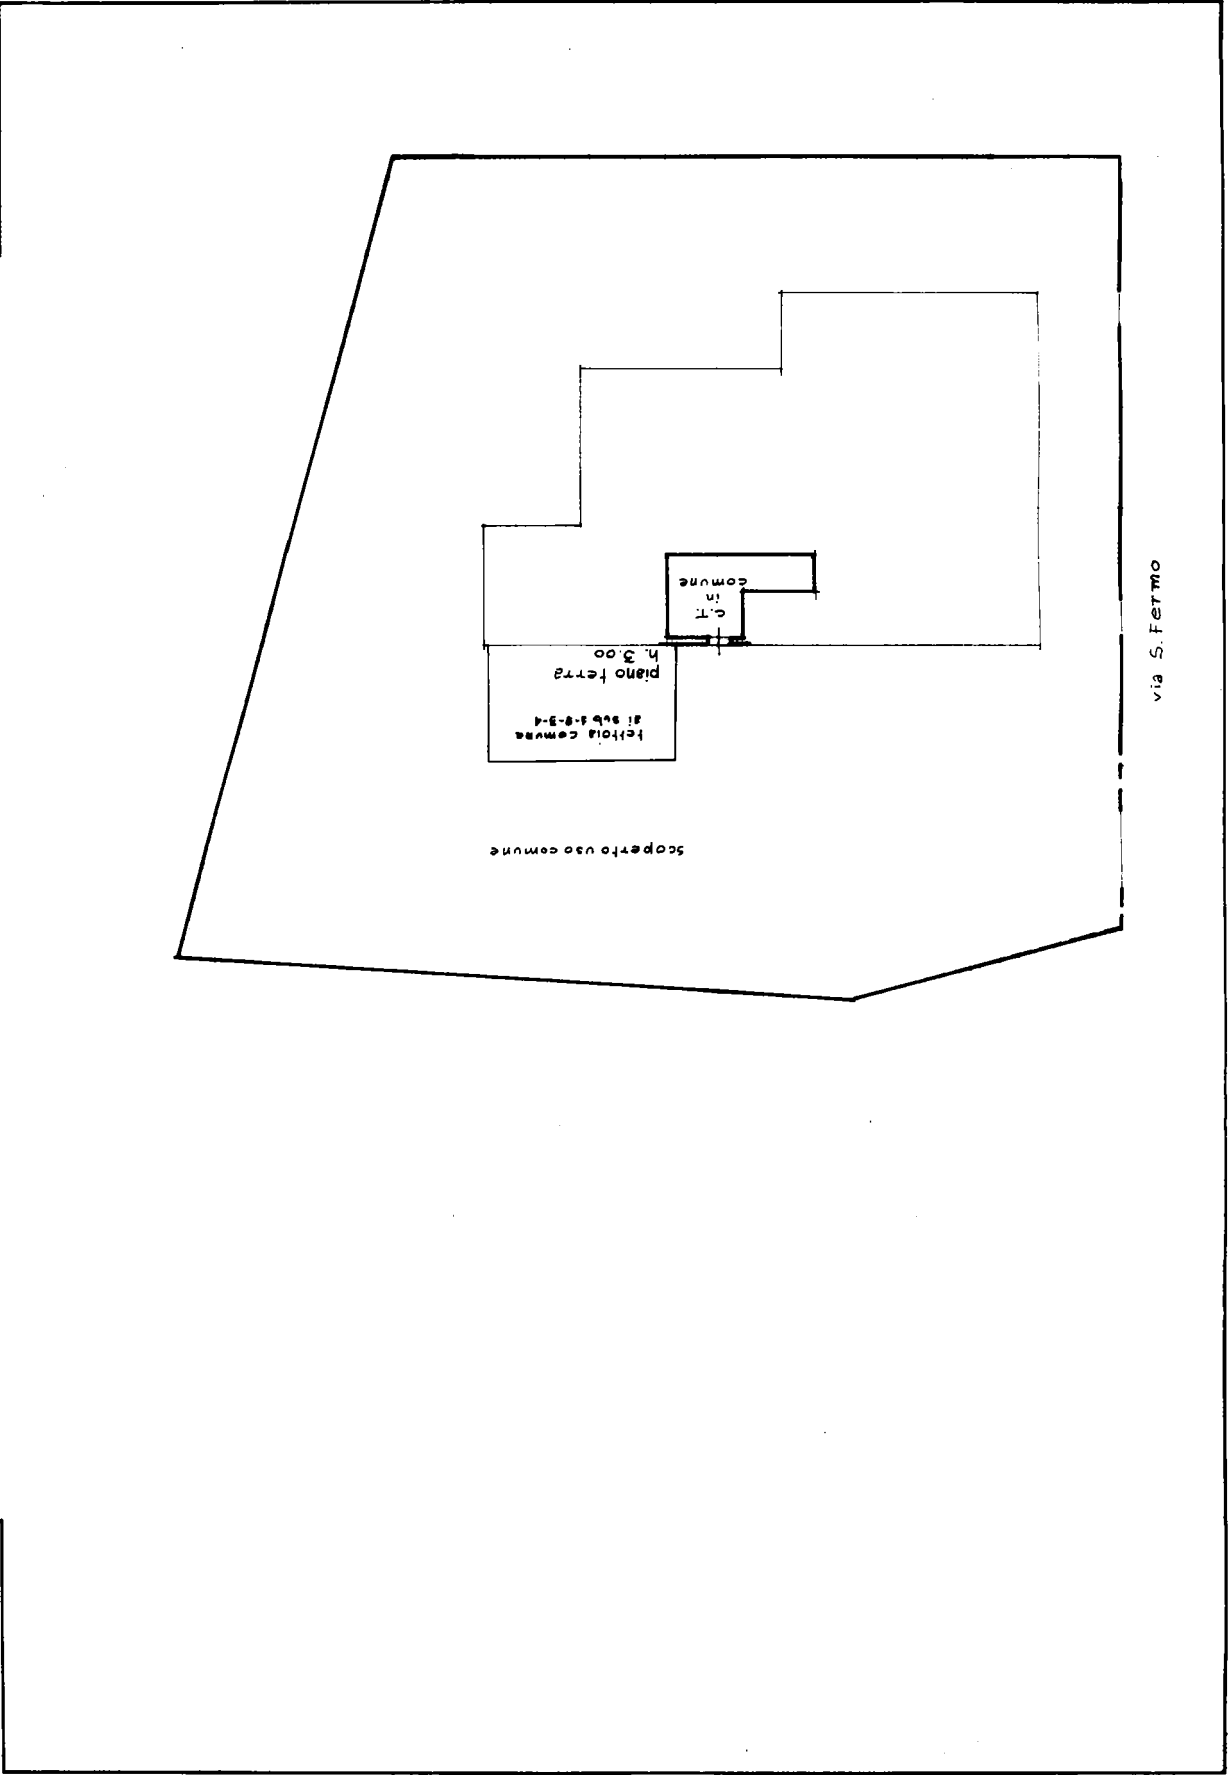 scoperto uso comune
tettoia comune
ai sub 1-2-3-4
piano terra
h. 3.00
C.T.
in
comune
via S. Fermo